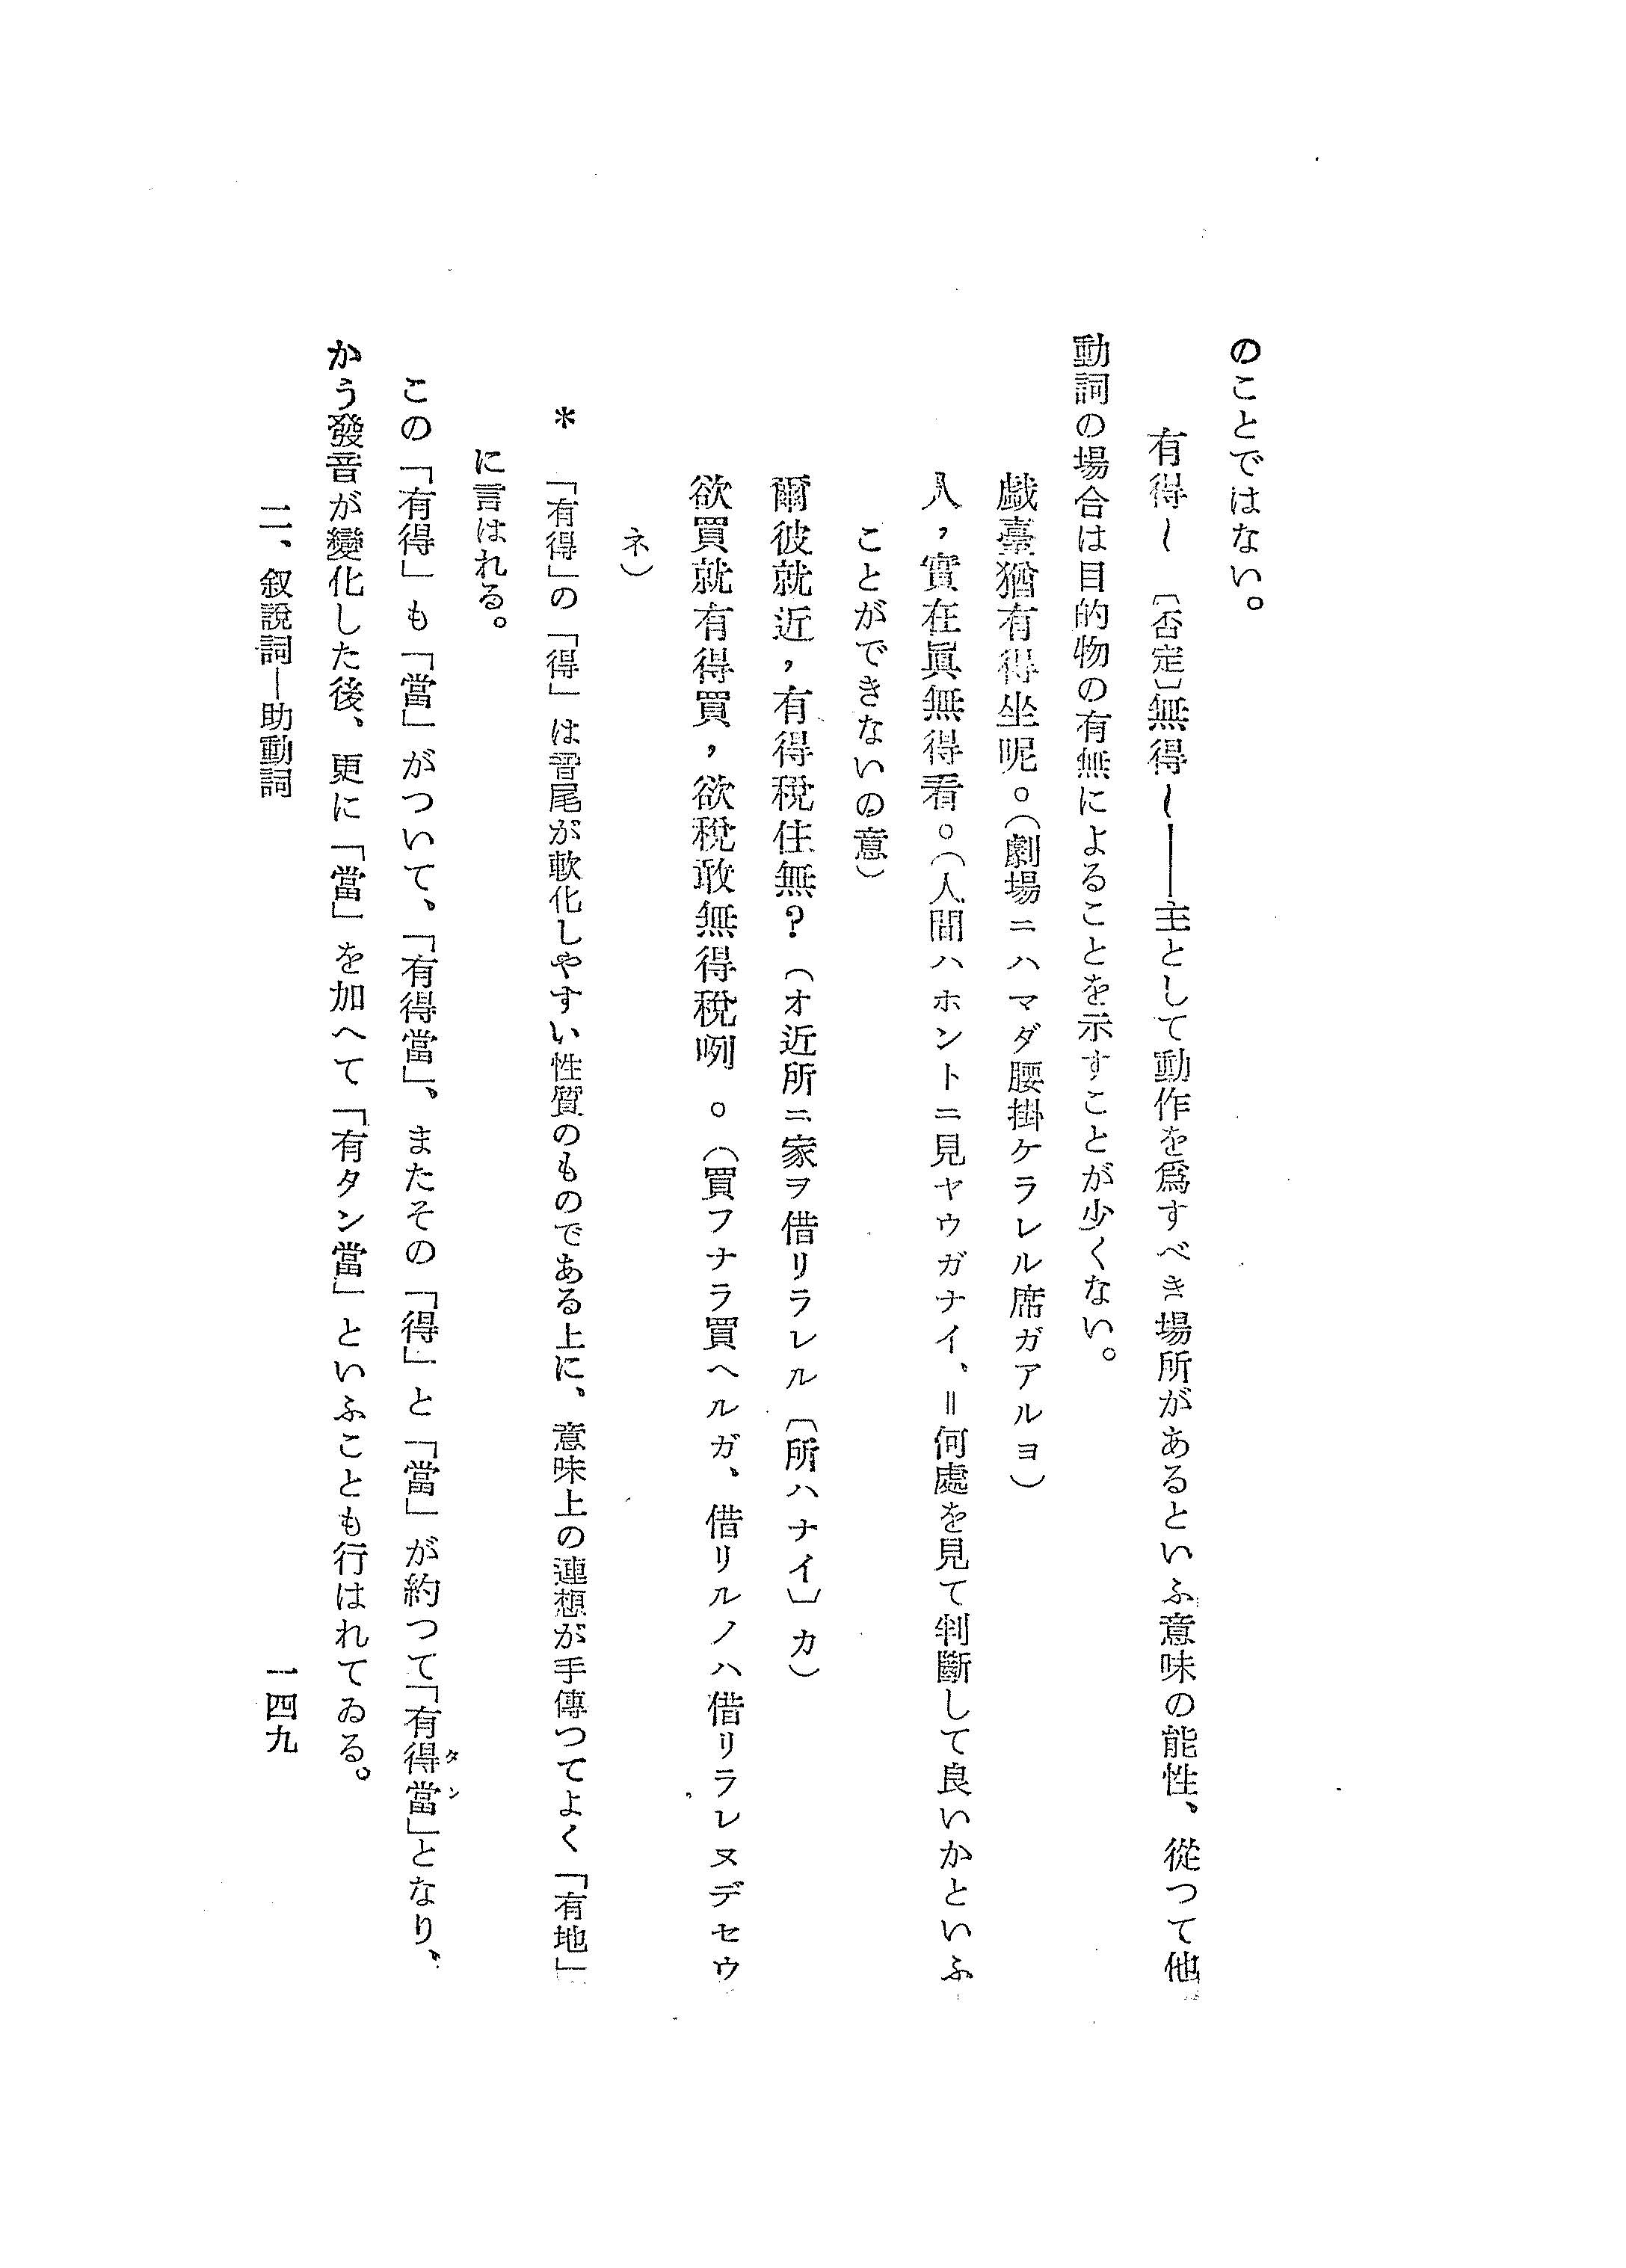 のことではない。
有得〜 〔否定〕無得〜――主として動作を爲すべき場所があるといふ意味の能性、從つて他
動詞の場合は目的物の有無によることを示すことが少くない。
戯臺猶有得坐呢。（劇場ニハマダ腰掛ケラレル席ガアルヨ）
人，實在眞無得看。（人間ハホントニ見ヤウガナイ、＝何處を見て判斷して良いかといふ
ことができないの意）
爾彼就近，有得稅住無？ （オ近所ニ家ヲ借リラレル〔所ハナイ〕カ）
欲買就有得買，欲稅敢無得稅咧 。（買フナラ買ヘルガ、借リルノハ借リラレヌデセウ
ネ）
＊ 「有得」の「得」は音尾が軟化しやすい性質のものである上に、意味上の連想が手傳つてよく「有地」
に言はれる。
この「有得」も「當」がついて、「有得當」、またその「得」と「當」が約つて「有得當」となり、
タン
かう發音が變化した後、更に「當」を加へて「有タン當」といふことも行はれてゐる。
二、叙說詞―助動詞
一四九